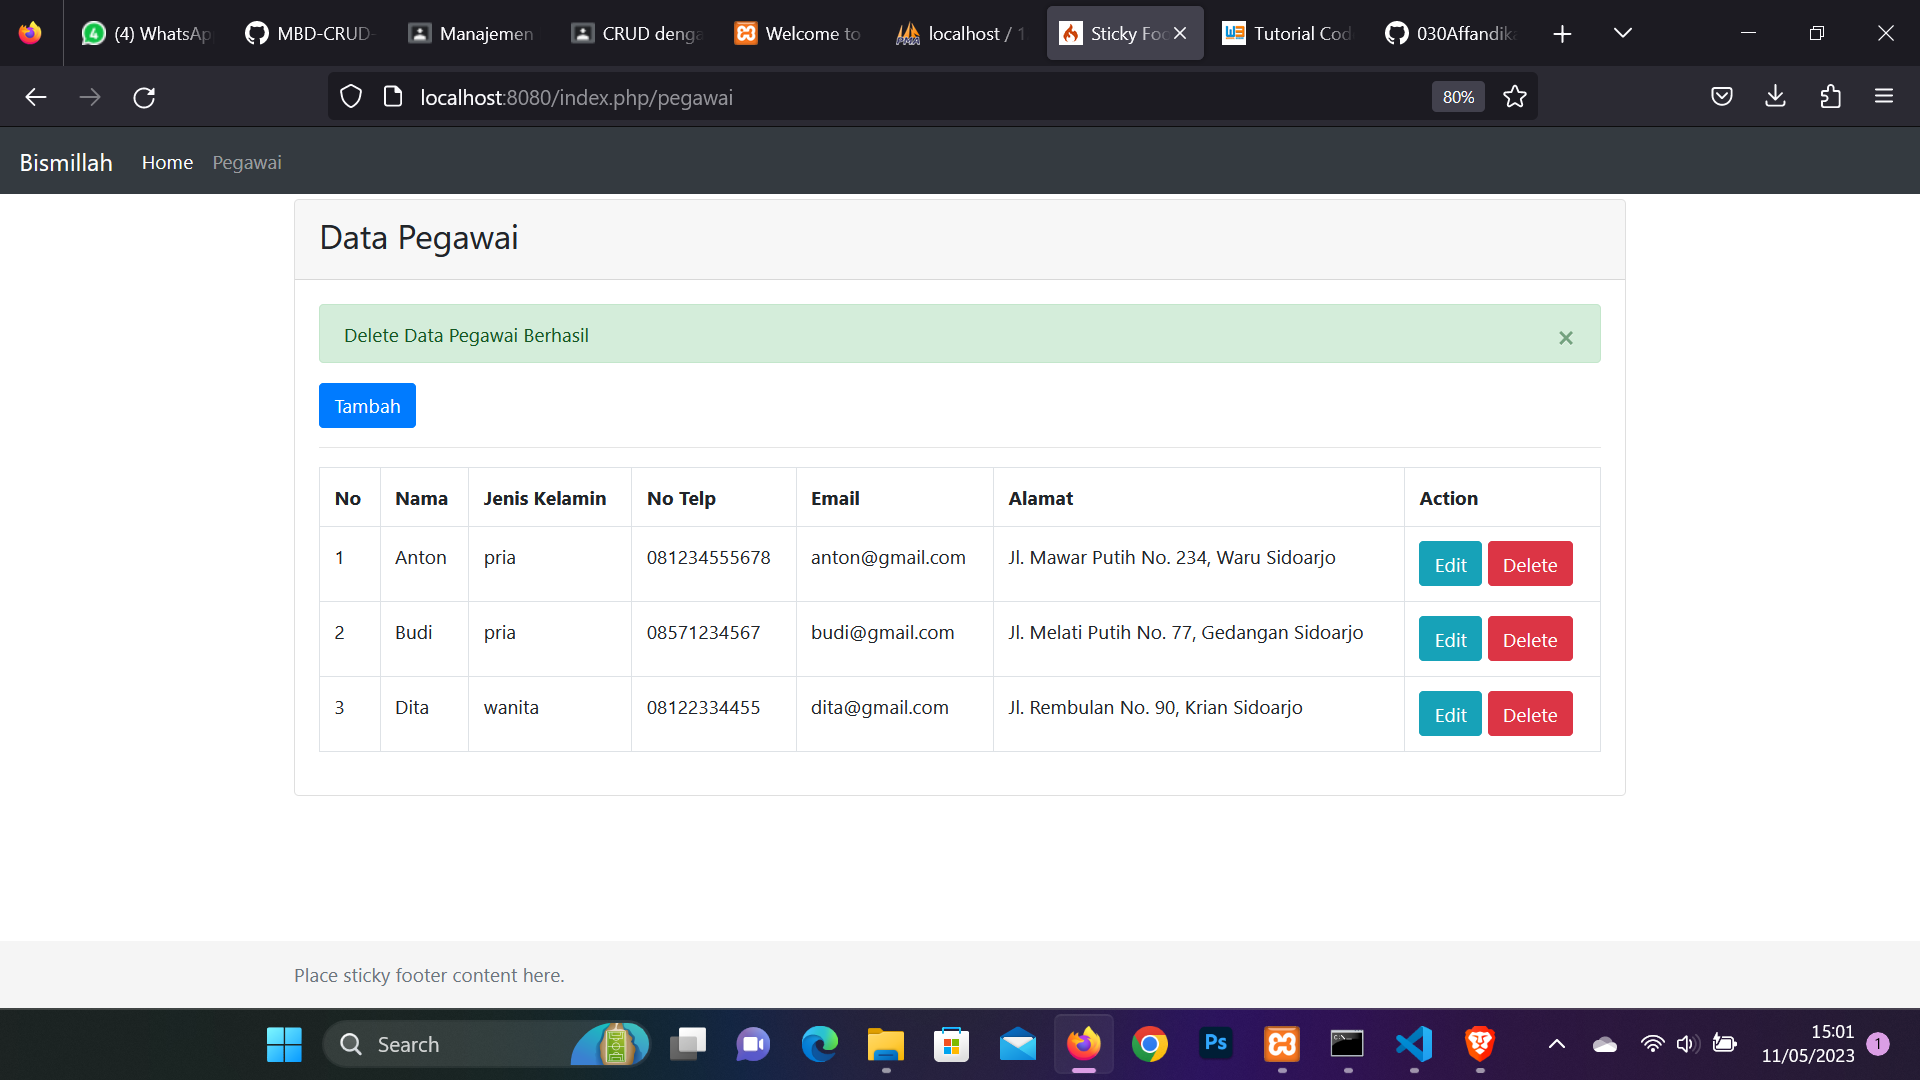 (4) WhatsAp
MBD-CRUD-
Manajemen
CRUD denga
Welcome to
localhost / 1
Sticky Foo
Tutorial Cod
030Affandika
localhost:8080/index.php/pegawai
80%
Bismillah
Home
Pegawai
Data Pegawai
Delete Data Pegawai Berhasil
×
Tambah
No Nama Jenis Kelamin No Telp Email Alamat Action
1 Anton pria 081234555678 anton@gmail.com Jl. Mawar Putih No. 234, Waru Sidoarjo Edit Delete
2 Budi pria 08571234567 budi@gmail.com Jl. Melati Putih No. 77, Gedangan Sidoarjo Edit Delete
3 Dita wanita 08122334455 dita@gmail.com Jl. Rembulan No. 90, Krian Sidoarjo Edit Delete
Place sticky footer content here.
Search
Ps
15:01
11/05/2023
1